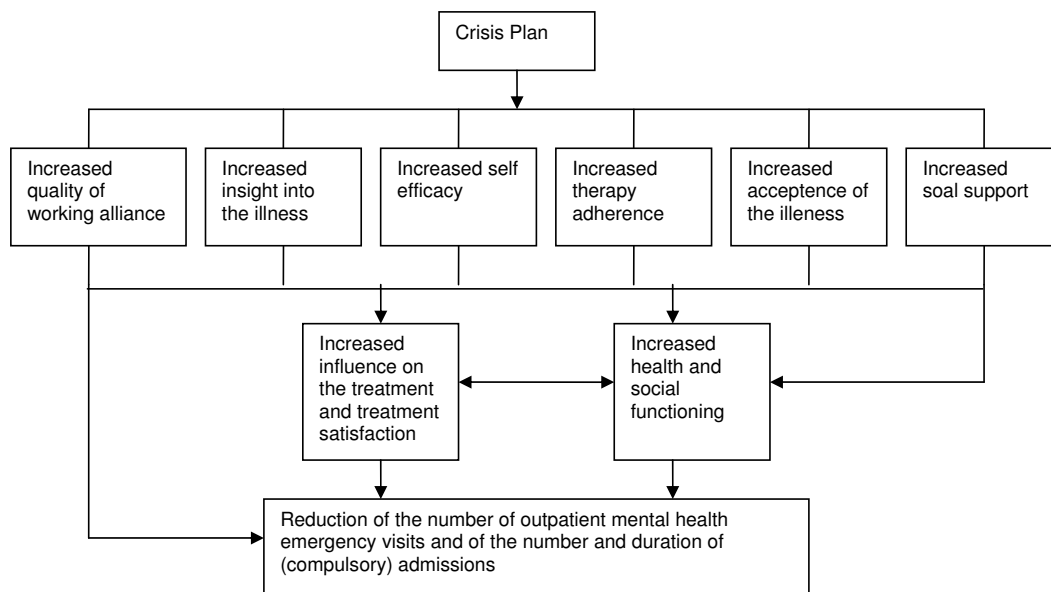 Crisis Plan
Increased
quality of
working alliance
Increased
insight into
the illness
Increased self
efficacy
Increased
therapy
adherence
Increased
acceptence of
the illeness
Increased
soal support
Increased
influence on
the treatment
and treatment
satisfaction
Increased
health and
social
functioning
Reduction of the number of outpatient mental health
emergency visits and of the number and duration of
(compulsory) admissions